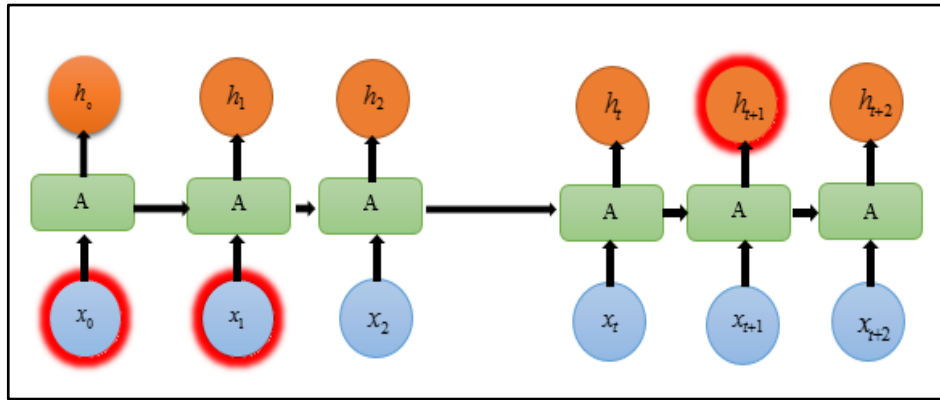 h₀ h₁ h₂ hₜ hₜ₊₁ hₜ₊₂
A A A A A A
x₀ x₁ x₂ xₜ xₜ₊₁ xₜ₊₂